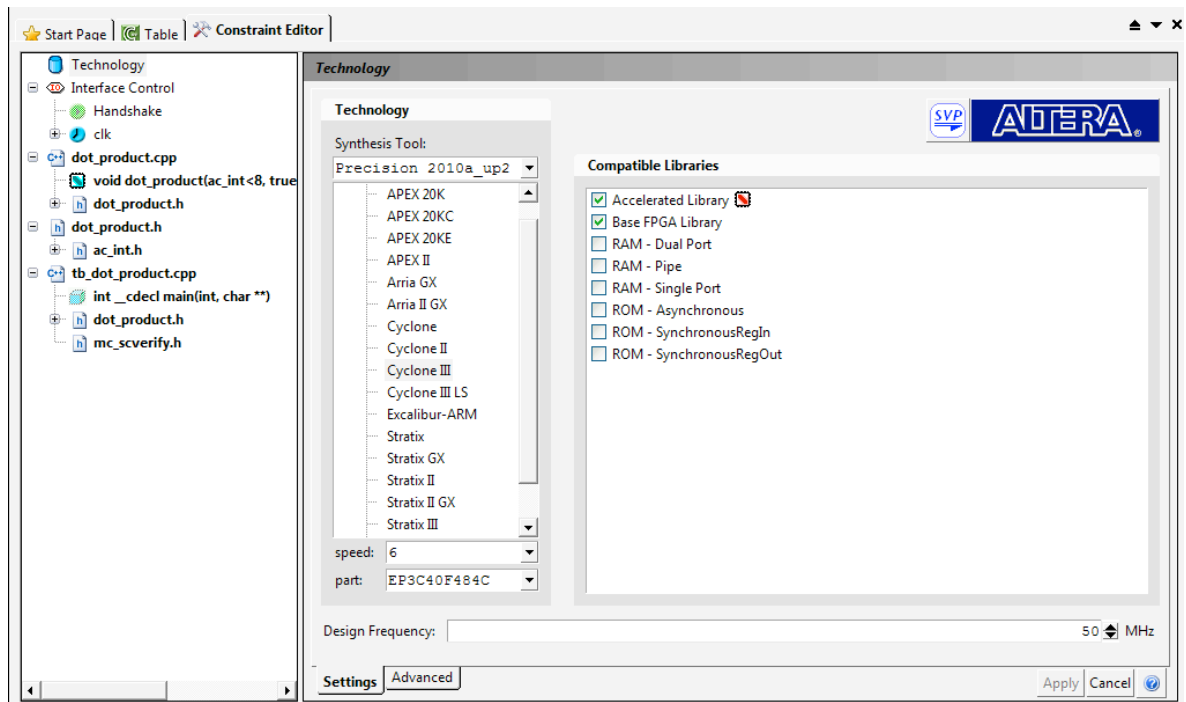 Start Page
Table
Constraint Editor
Technology
Interface Control
Handshake
clk
dot_product.cpp
void dot_product(ac_int<8, true
dot_product.h
dot_product.h
ac_int.h
tb_dot_product.cpp
int __cdecl main(int, char **)
dot_product.h
mc_scverify.h
Technology
Technology
Synthesis Tool:
Precision 2010a_up2
APEX 20K
APEX 20KC
APEX 20KE
APEX II
Arria GX
Arria II GX
Cyclone
Cyclone II
Cyclone III
Cyclone III LS
Excalibur-ARM
Stratix
Stratix GX
Stratix II
Stratix II GX
Stratix III
speed: 6
part: EP3C40F484C
SVP
ALTERA®
Compatible Libraries
Accelerated Library
Base FPGA Library
RAM - Dual Port
RAM - Pipe
RAM - Single Port
ROM - Asynchronous
ROM - SynchronousRegIn
ROM - SynchronousRegOut
Design Frequency: 50 MHz
Settings Advanced
Apply Cancel